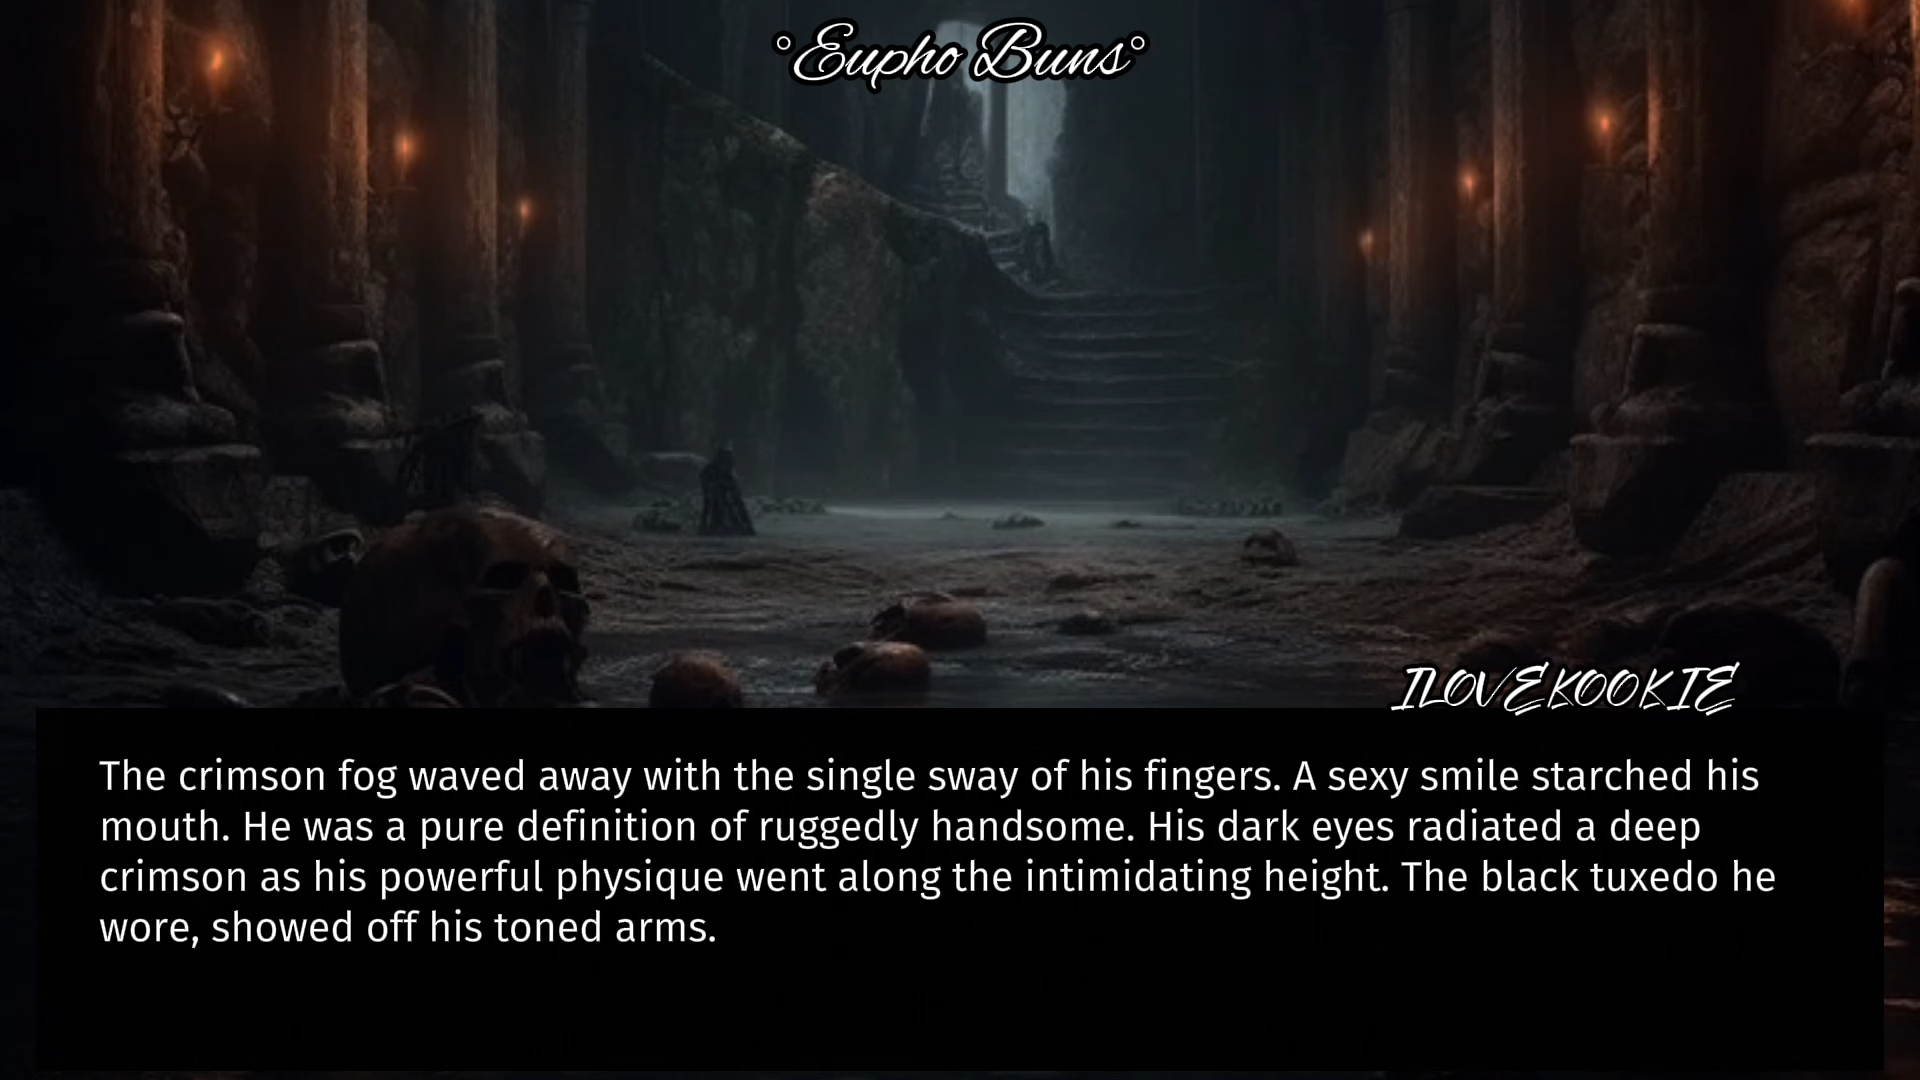 °Eupho Buns°
ILOVEKOOKIE
The crimson fog waved away with the single sway of his fingers. A sexy smile starched his
mouth. He was a pure definition of ruggedly handsome. His dark eyes radiated a deep
crimson as his powerful physique went along the intimidating height. The black tuxedo he
wore, showed off his toned arms.